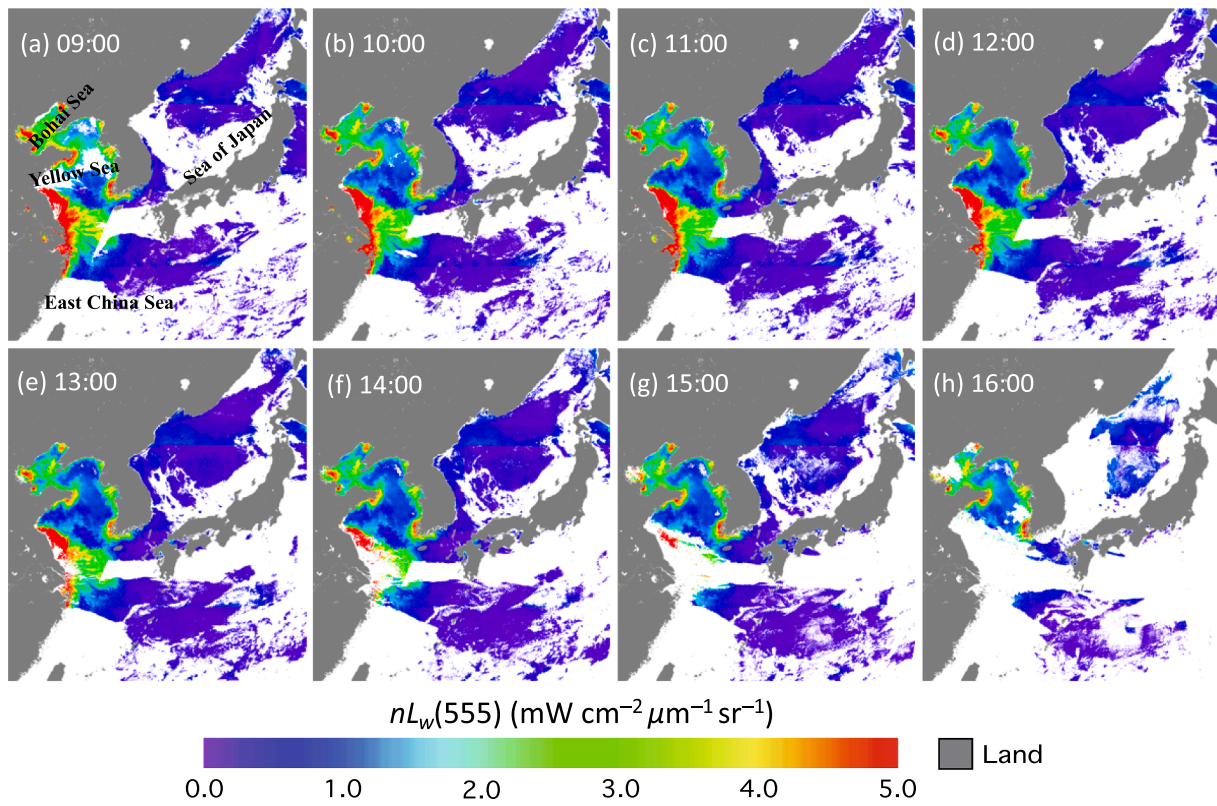 (a) 09:00
(b) 10:00
(c) 11:00
(d) 12:00
Bohai Sea
Yellow Sea
Sea of Japan
East China Sea
(e) 13:00
(f) 14:00
(g) 15:00
(h) 16:00
nLw(555) (mW cm⁻² µm⁻¹ sr⁻¹)
0.0 1.0 2.0 3.0 4.0 5.0
Land